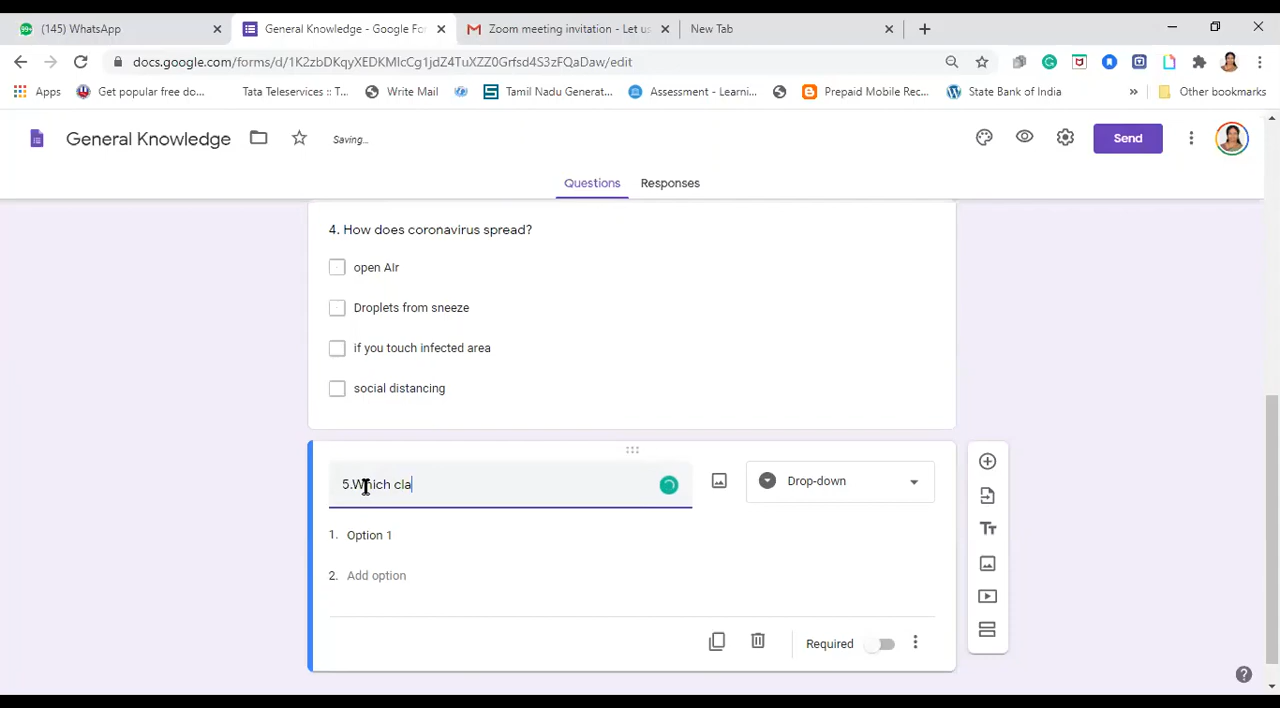 (145) WhatsApp
General Knowledge - Google Fo
Zoom meeting invitation - Let us
New Tab
docs.google.com/forms/d/
/edit
Apps
Get popular free do...
Tata Teleservices :: T...
Write Mail
Tamil Nadu Generat...
Assessment - Learni...
Prepaid Mobile Rec...
State Bank of India
»
Other bookmarks
General Knowledge
Saving...
Send
Questions
Responses
4. How does coronavirus spread?
open AIr
Droplets from sneeze
if you touch infected area
social distancing
5.Which cla
Drop-down
1. Option 1
2. Add option
Required